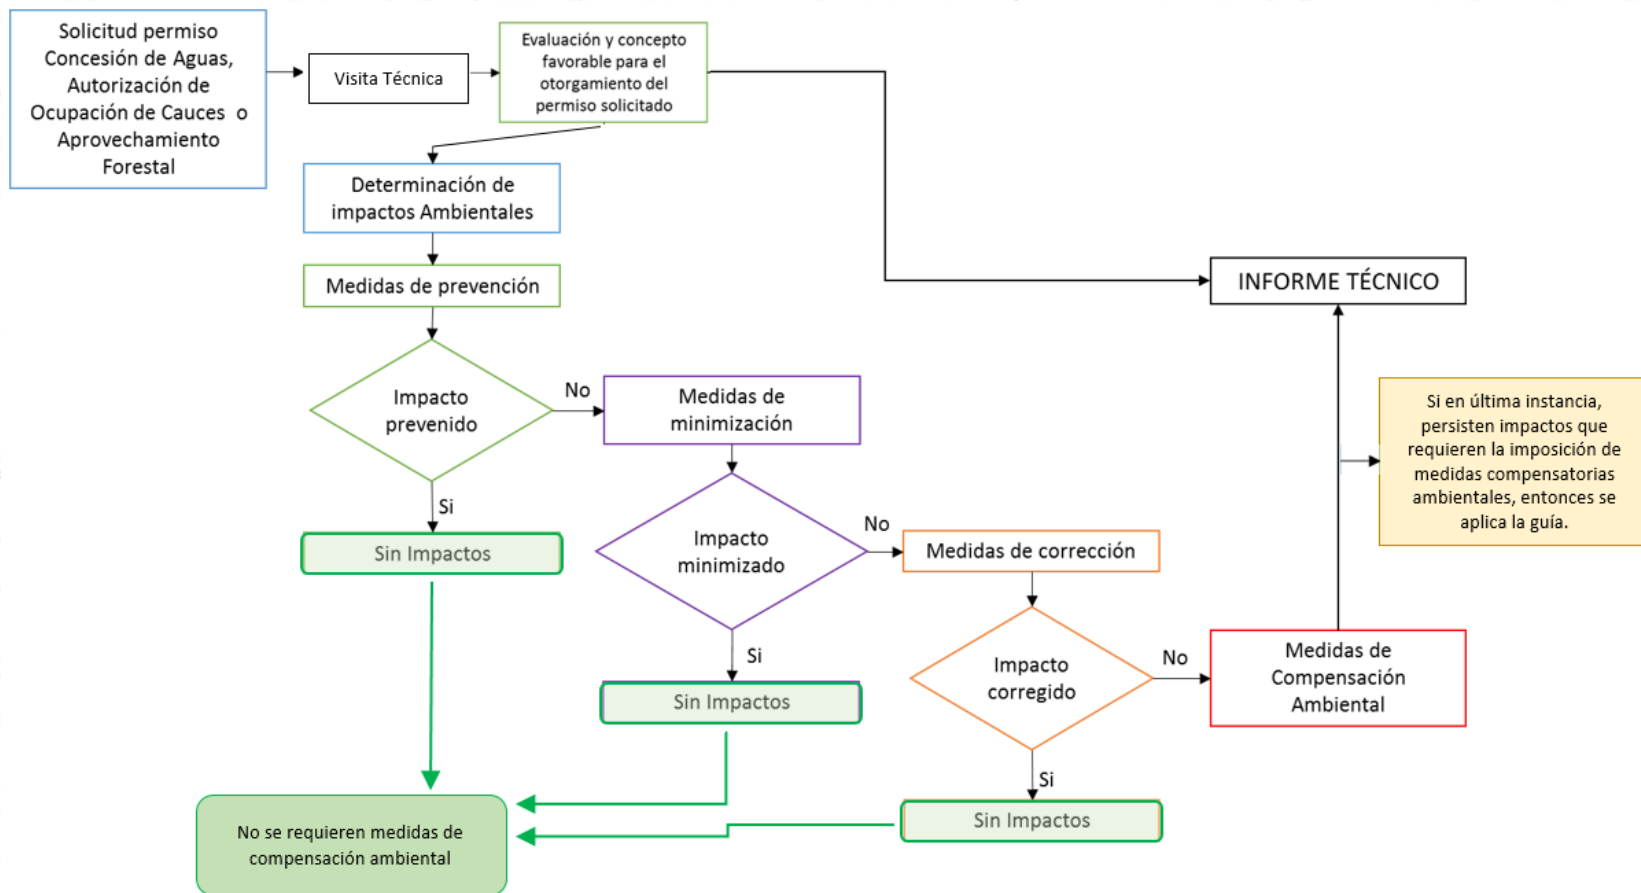 Solicitud permiso
Concesión de Aguas,
Autorización de
Ocupación de Cauces o
Aprovechamiento
Forestal
Visita Técnica
Evaluación y concepto
favorable para el
otorgamiento del
permiso solicitado
Determinación de
impactos Ambientales
Medidas de prevención
INFORME TÉCNICO
Impacto
prevenido
No
Medidas de
minimización
Si en última instancia,
persisten impactos que
requieren la imposición de
medidas compensatorias
ambientales, entonces se
aplica la guía.
Si
Sin Impactos
Impacto
minimizado
No
Medidas de corrección
Si
Sin Impactos
Impacto
corregido
No
Medidas de
Compensación
Ambiental
Si
Sin Impactos
No se requieren medidas de
compensación ambiental